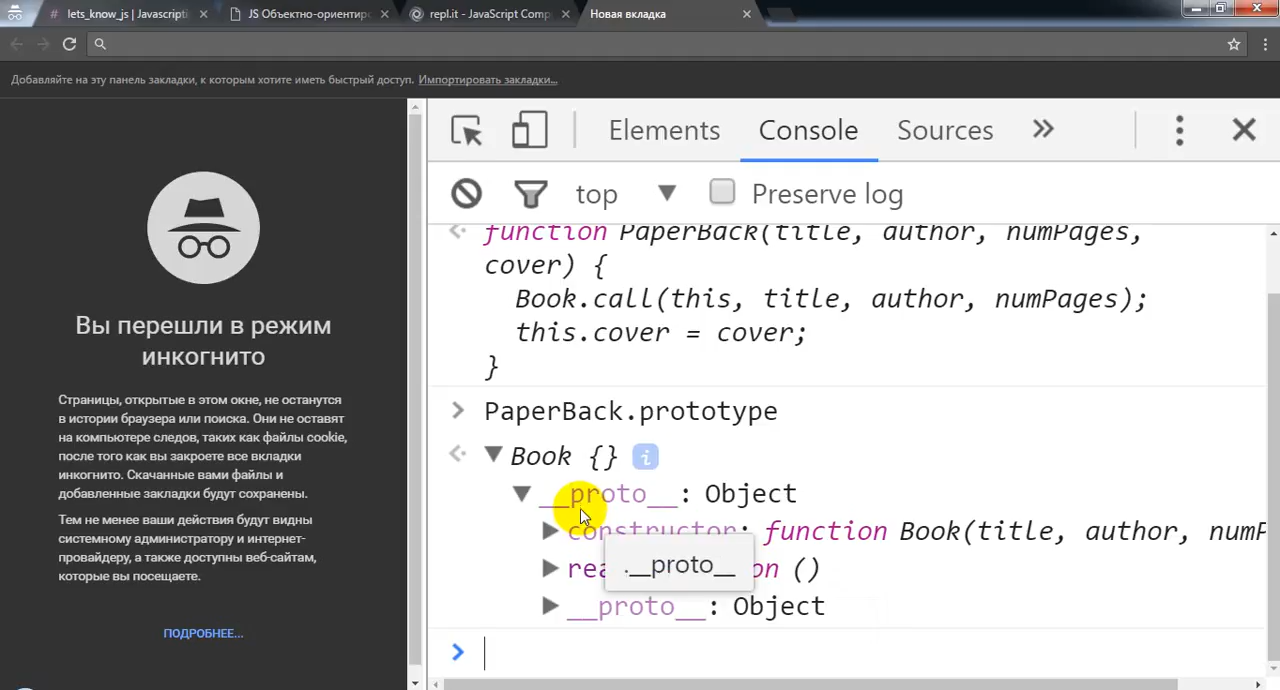 lets_know_js | Javascript
JS Объектно-ориентиро
repl.it - JavaScript Comp
Новая вкладка
Добавляйте на эту панель закладки, к которым хотите иметь быстрый доступ. Импортировать закладки...
Вы перешли в режим
инкогнито
Страницы, открытые в этом окне, не останутся
в истории браузера или поиска. Они не оставят
на компьютере следов, таких как файлы cookie,
после того как вы закроете все вкладки
инкогнито. Скачанные вами файлы и
добавленные закладки будут сохранены.
Тем не менее ваши действия будут видны
системному администратору и интернет-
провайдеру, а также доступны веб-сайтам,
которые вы посещаете.
ПОДРОБНЕЕ...
Elements Console Sources
top Preserve log
function PaperBack(title, author, numPages,
cover) {
Book.call(this, title, author, numPages);
this.cover = cover;
}
PaperBack.prototype
Book {} i
__proto__: Object
constructor: function Book(title, author, numP
.__proto__
()
__proto__: Object